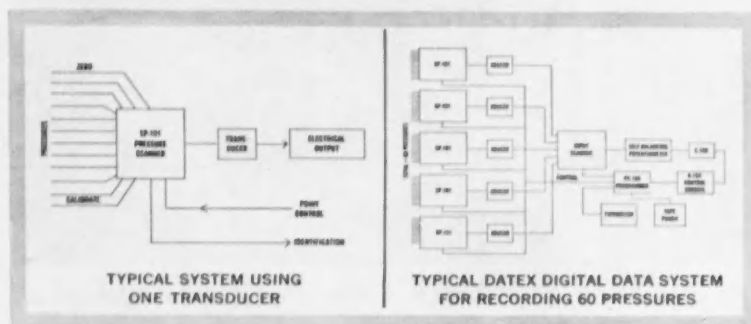 ZERO
PRESSURES
SP-101
PRESSURE
SCANNER
TRANS-
DUCER
ELECTRICAL
OUTPUT
CALIBRATE
POINT
CONTROL
IDENTIFICATION
TYPICAL SYSTEM USING
ONE TRANSDUCER
SP-101
SP-101
SP-101
SP-101
SP-101
INPUT
SCANNER
SELF BALANCING
POTENTIOMETER
CONTROL
PROGRAMMER
CONTROL
TYPEWRITER
TAPE
PUNCH
TYPICAL DATEX DIGITAL DATA SYSTEM
FOR RECORDING 60 PRESSURES